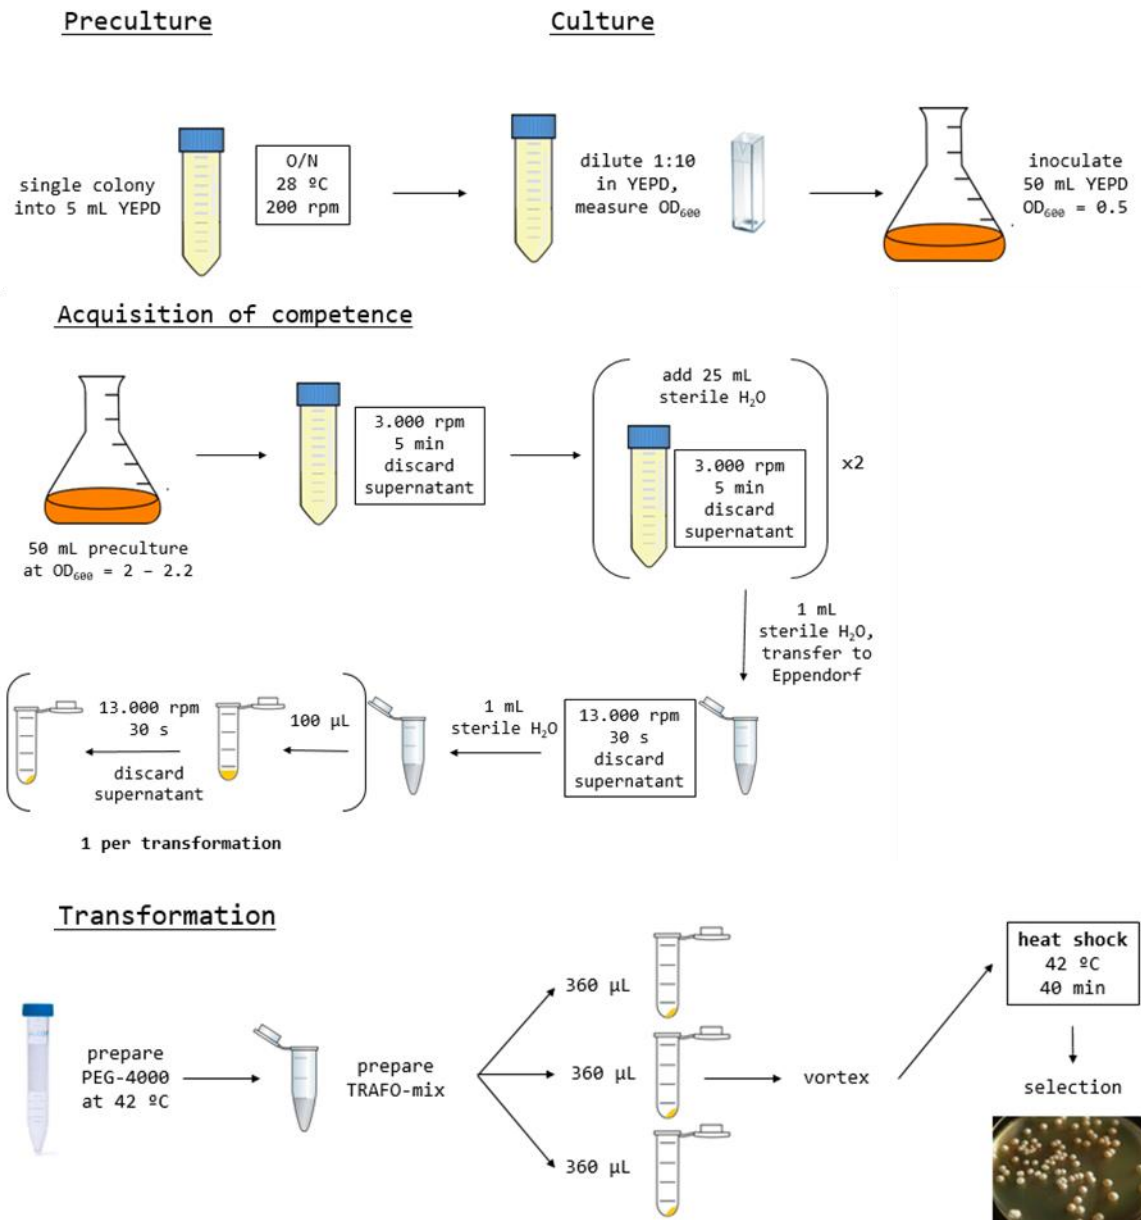 Preculture
single colony
into 5 mL YEPD
O/N
28 ºC
200 rpm
Culture
dilute 1:10
in YEPD,
measure OD₆₀₀
inoculate
50 mL YEPD
OD₆₀₀ = 0.5
Acquisition of competence
50 mL preculture
at OD₆₀₀ = 2 – 2.2
3.000 rpm
5 min
discard
supernatant
add 25 mL
sterile H₂O
3.000 rpm
5 min
discard
supernatant
x2
1 mL
sterile H₂O,
transfer to
Eppendorf
13.000 rpm
30 s
discard
supernatant
1 mL
sterile H₂O
100 µL
13.000 rpm
30 s
discard
supernatant
1 per transformation
Transformation
prepare
PEG-4000
at 42 ºC
prepare
TRAFO-mix
360 µL
360 µL
360 µL
vortex
heat shock
42 ºC
40 min
selection